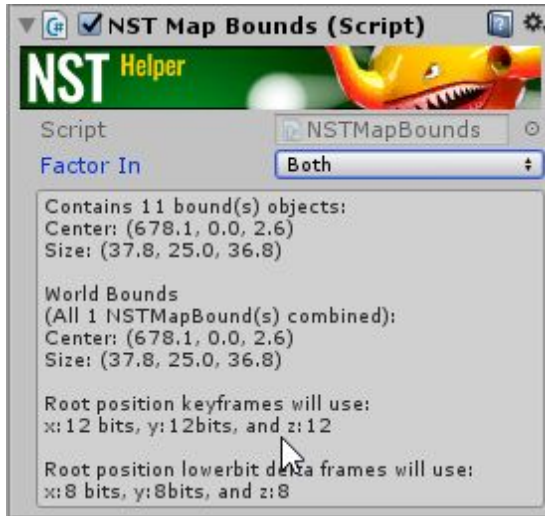 NST Map Bounds (Script)
NST Helper
Script NSTMapBounds
Factor In Both
Contains 11 bound(s) objects:
Center: (678.1, 0.0, 2.6)
Size: (37.8, 25.0, 36.8)
World Bounds
(All 1 NSTMapBound(s) combined):
Center: (678.1, 0.0, 2.6)
Size: (37.8, 25.0, 36.8)
Root position keyframes will use:
x:12 bits, y:12bits, and z:12
Root position lowerbit delta frames will use:
x:8 bits, y:8bits, and z:8